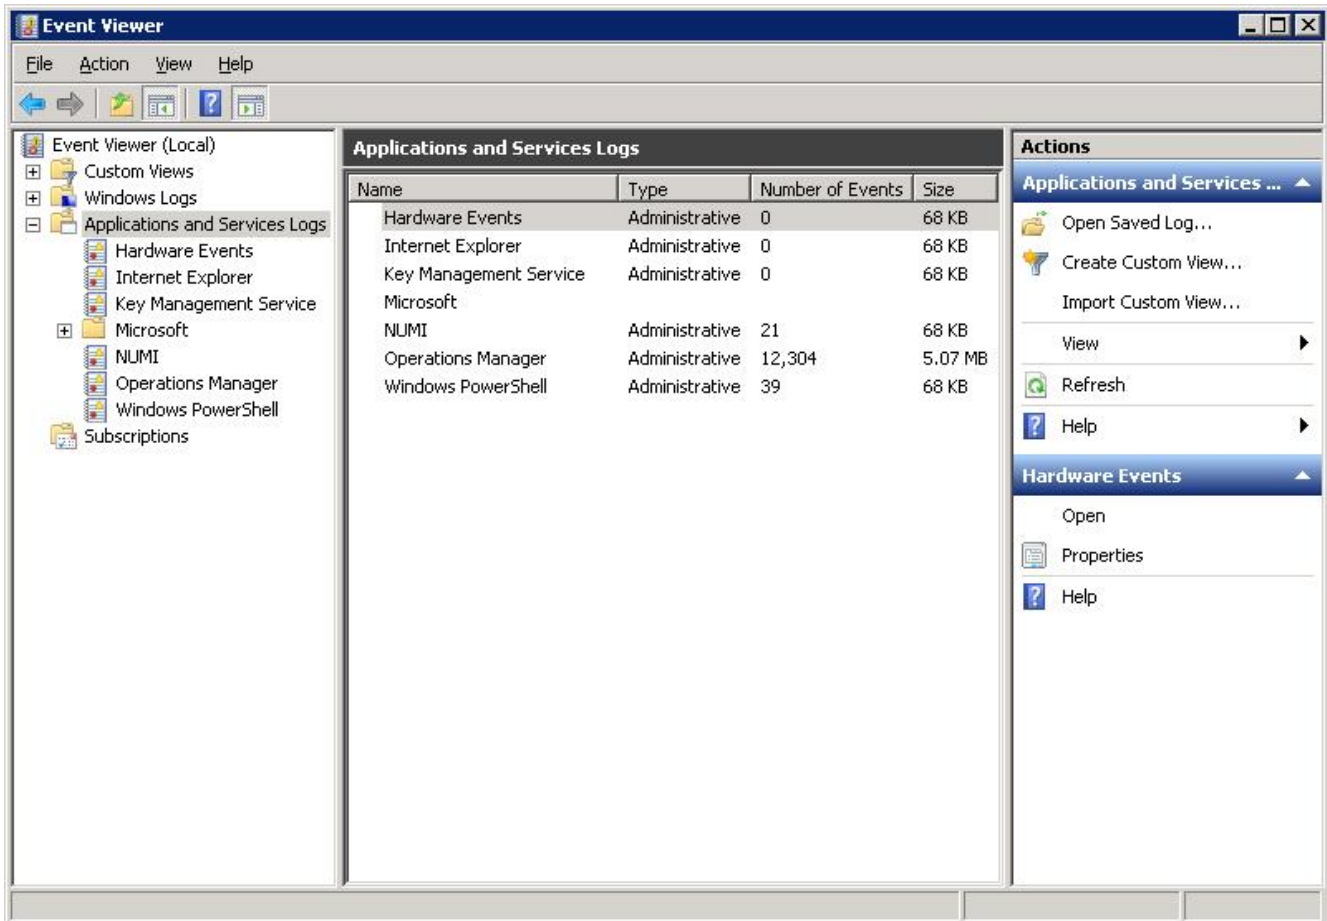 Event Viewer
File Action View Help
Event Viewer (Local)
Custom Views
Windows Logs
Applications and Services Logs
Hardware Events
Internet Explorer
Key Management Service
Microsoft
NUMI
Operations Manager
Windows PowerShell
Subscriptions
Applications and Services Logs
Name Type Number of Events Size
Hardware Events Administrative 0 68 KB
Internet Explorer Administrative 0 68 KB
Key Management Service Administrative 0 68 KB
Microsoft
NUMI Administrative 21 68 KB
Operations Manager Administrative 12,304 5.07 MB
Windows PowerShell Administrative 39 68 KB
Actions
Applications and Services ...
Open Saved Log...
Create Custom View...
Import Custom View...
View
Refresh
Help
Hardware Events
Open
Properties
Help